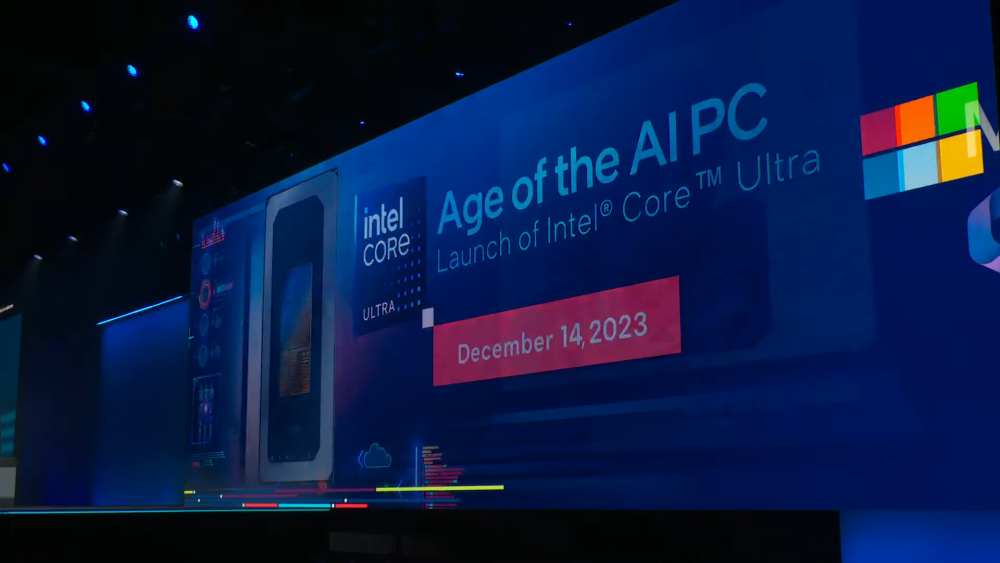 intel
CORE
ULTRA
Age of the AI PC
Launch of Intel® Core™ Ultra
December 14, 2023